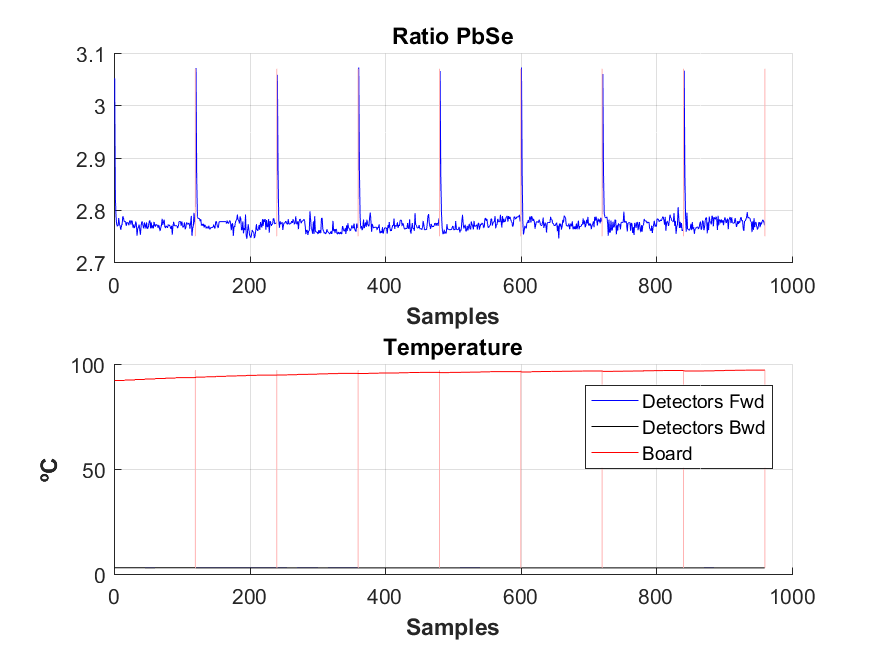 Ratio PbSe
3.1
3
2.9
2.8
2.7
0 200 400 600 800 1000
Samples
Temperature
100
50
0
ºC
Detectors Fwd
Detectors Bwd
Board
0 200 400 600 800 1000
Samples